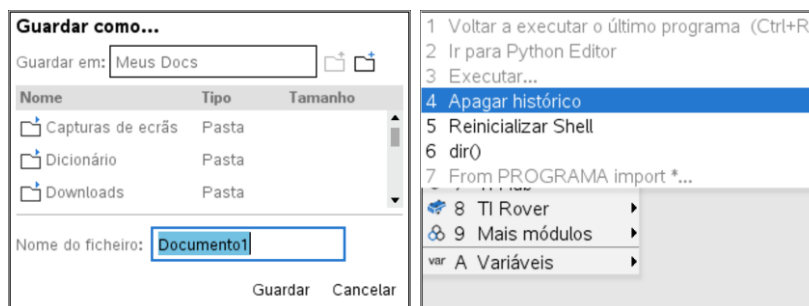 Guardar como...
Guardar em: Meus Docs
Nome Tipo Tamanho
Capturas de ecrãs Pasta
Dicionário Pasta
Downloads Pasta
Nome do ficheiro: Documento1
Guardar Cancelar
1 Voltar a executar o último programa (Ctrl+R
2 Ir para Python Editor
3 Executar...
4 Apagar histórico
5 Reinicializar Shell
6 dir()
7 From PROGRAMA import *...
8 TI Rover
9 Mais módulos
var A Variáveis